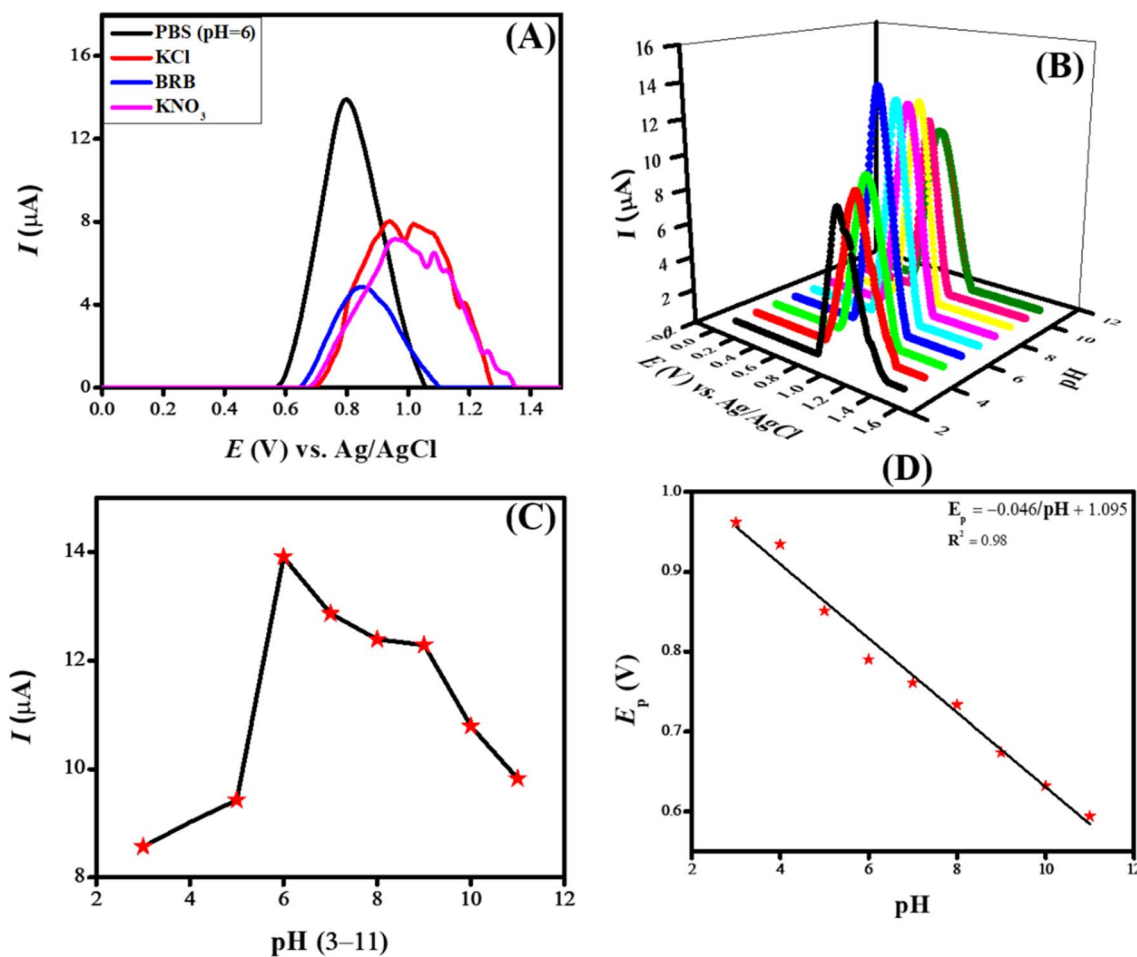 (A)
PBS (pH=6)
KCl
BRB
KNO₃
16
12
8
4
0
I (μA)
0.0 0.2 0.4 0.6 0.8 1.0 1.2 1.4
E (V) vs. Ag/AgCl
(B)
16
14
12
10
8
6
4
2
I (μA)
0.0 0.2 0.4 0.6 0.8 1.0 1.2 1.4 1.6
E (V) vs. Ag/AgCl
2 4 6 8 10 12
pH
(C)
14
12
10
8
I (μA)
2 4 6 8 10 12
pH (3–11)
(D)
E_p = −0.046/pH + 1.095
R² = 0.98
1.0
0.9
0.8
0.7
0.6
E_p (V)
2 4 6 8 10 12
pH